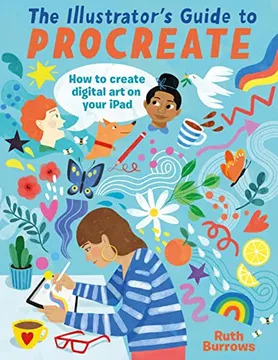 The Illustrator's Guide to
PROCREATE
How to create
digital art on
your iPad
Ruth
Burrows